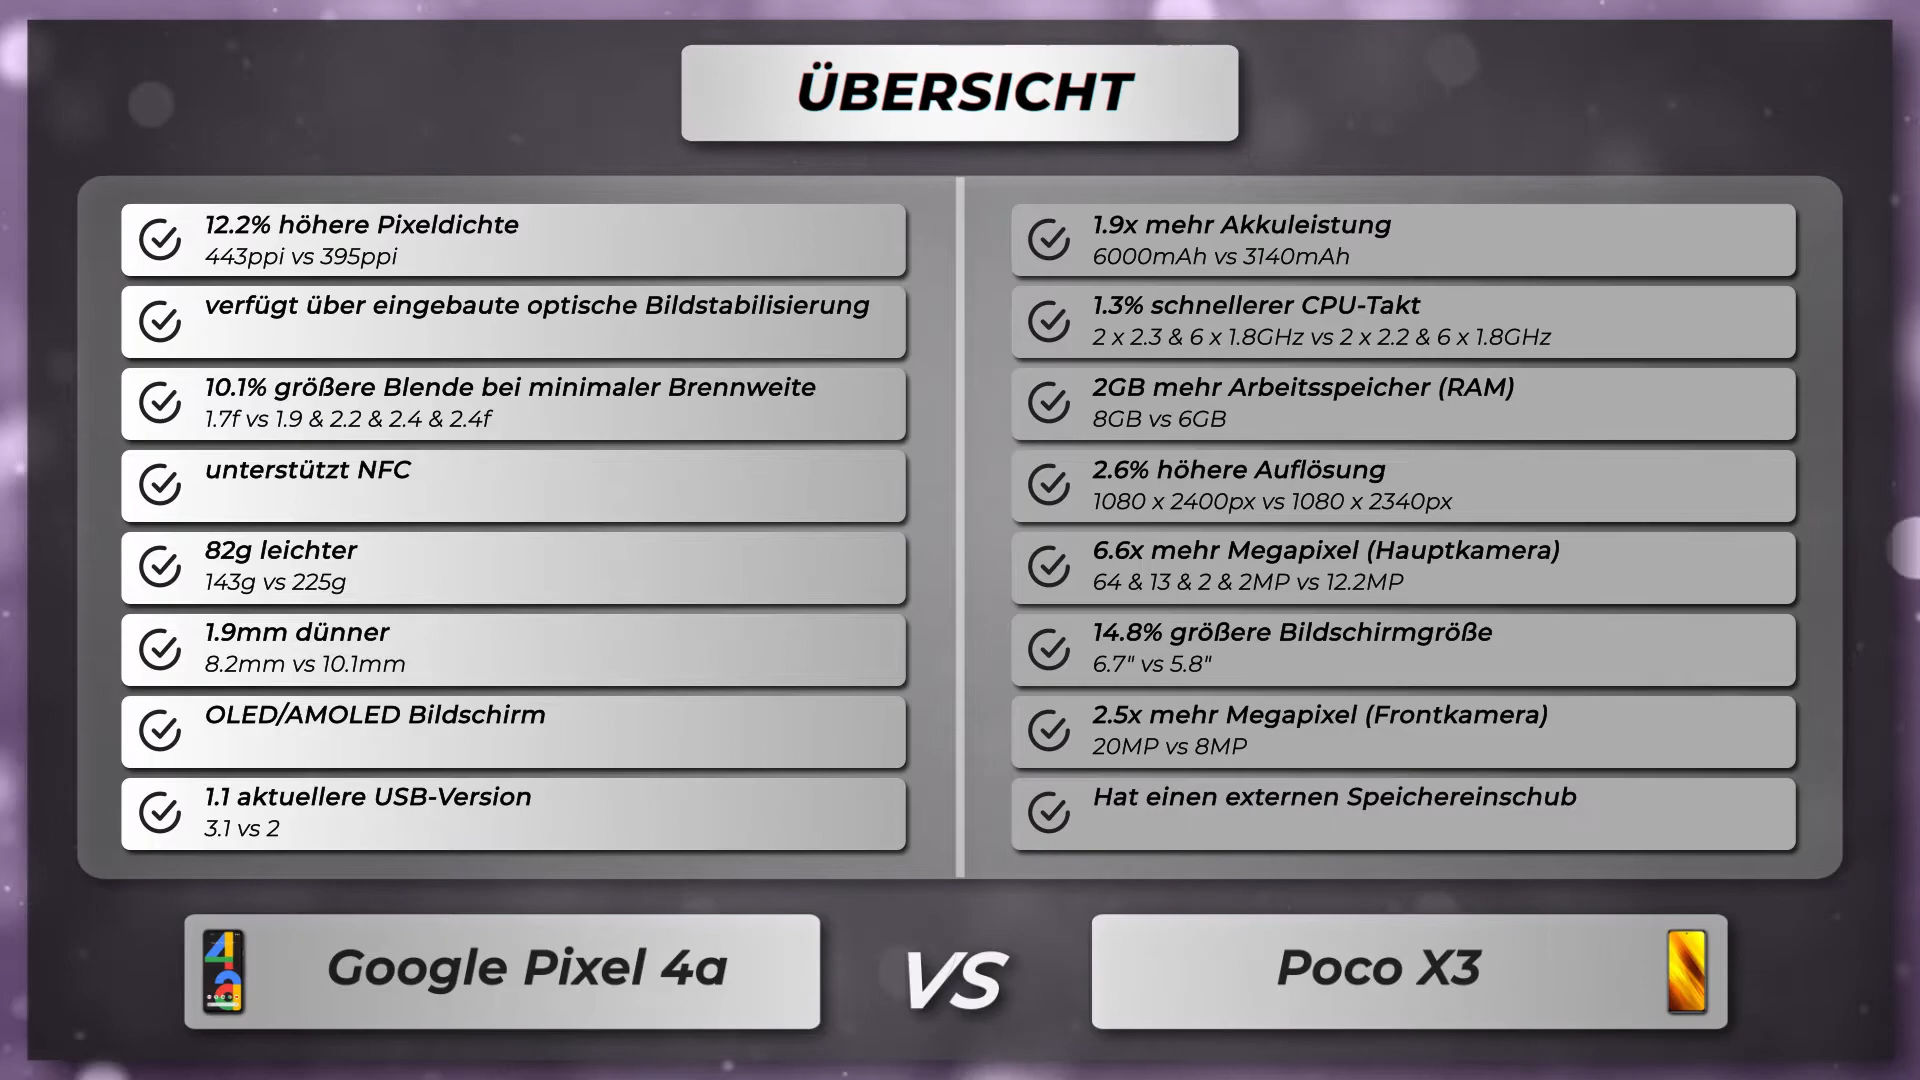 ÜBERSICHT
12.2% höhere Pixeldichte
443ppi vs 395ppi
verfügt über eingebaute optische Bildstabilisierung
10.1% größere Blende bei minimaler Brennweite
1.7f vs 1.9 & 2.2 & 2.4 & 2.4f
unterstützt NFC
82g leichter
143g vs 225g
1.9mm dünner
8.2mm vs 10.1mm
OLED/AMOLED Bildschirm
1.1 aktuellere USB-Version
3.1 vs 2
1.9x mehr Akkuleistung
6000mAh vs 3140mAh
1.3% schnellerer CPU-Takt
2 x 2.3 & 6 x 1.8GHz vs 2 x 2.2 & 6 x 1.8GHz
2GB mehr Arbeitsspeicher (RAM)
8GB vs 6GB
2.6% höhere Auflösung
1080 x 2400px vs 1080 x 2340px
6.6x mehr Megapixel (Hauptkamera)
64 & 13 & 2 & 2MP vs 12.2MP
14.8% größere Bildschirmgröße
6.7" vs 5.8"
2.5x mehr Megapixel (Frontkamera)
20MP vs 8MP
Hat einen externen Speichereinschub
Google Pixel 4a
VS
Poco X3